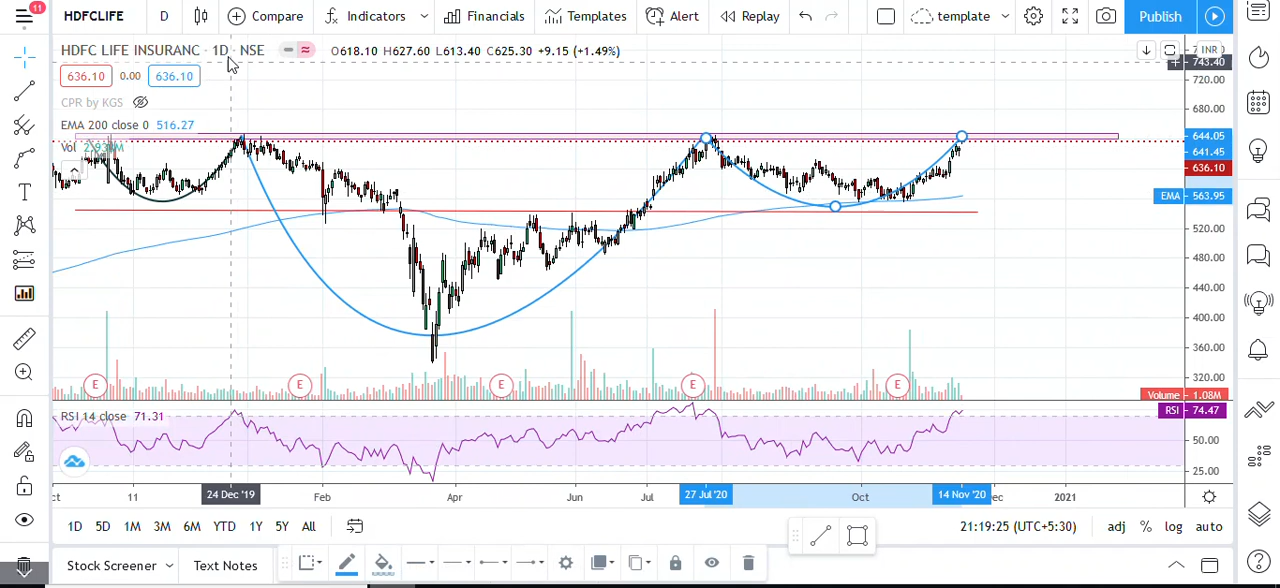 11
HDFCLIFE D Compare Indicators Financials Templates Alert Replay template Publish
HDFC LIFE INSURANC · 1D · NSE O618.10 H627.60 L613.40 C625.30 +9.15 (+1.49%) INR
743.40
636.10 0.00 636.10
720.00
CPR by KGS
680.00
EMA 200 close 0 516.27
644.05
Vol
641.45
636.10
EMA 563.95
520.00
480.00
440.00
400.00
360.00
320.00
E E E E E
Volume 1.08M
RSI 14 close 71.31
RSI 74.47
50.00
25.00
11 24 Dec '19 Feb Apr Jun Jul 27 Jul '20 Oct 14 Nov '20 2021
1D 5D 1M 3M 6M YTD 1Y 5Y All 21:19:25 (UTC+5:30) adj % log auto
Stock Screener Text Notes